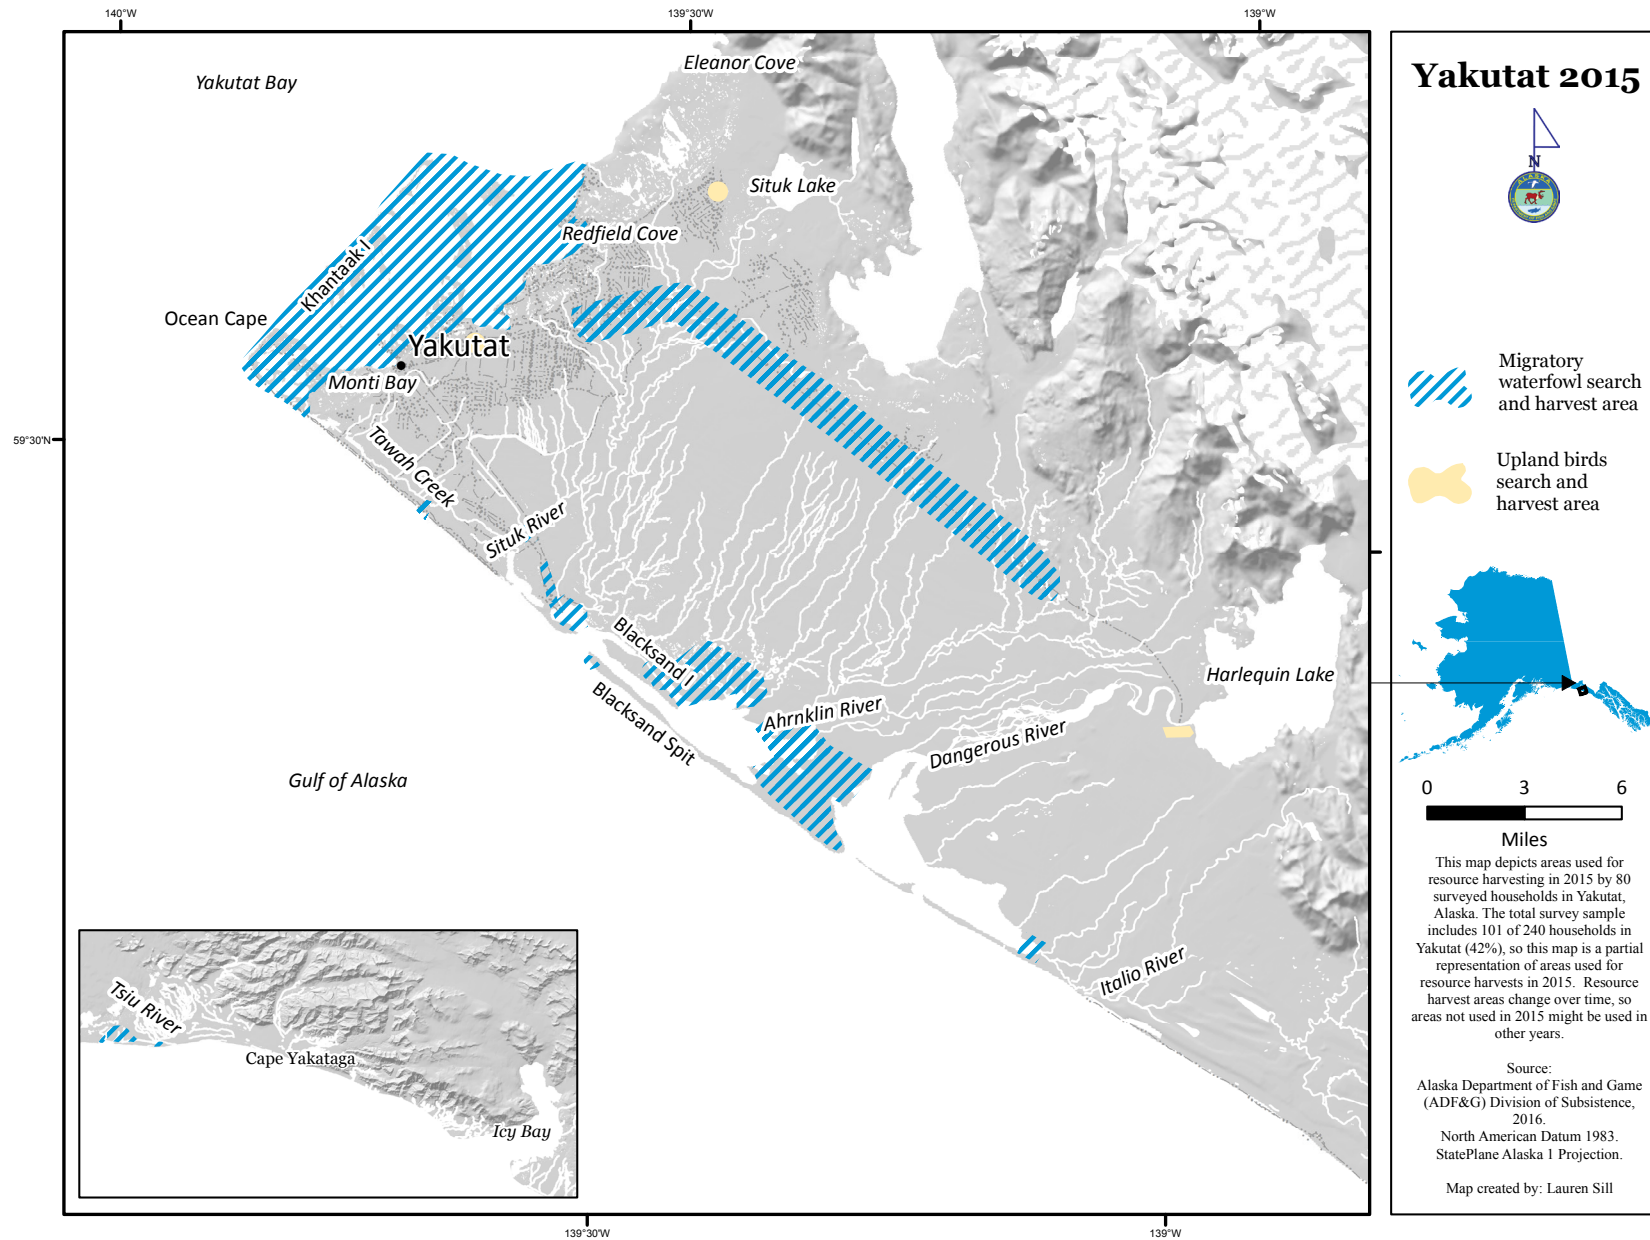 140°W
139°30'W
139°W
Yakutat Bay
Eleanor Cove
Situk Lake
Redfield Cove
Khantaak I
Ocean Cape
Yakutat
Monti Bay
59°30'N
Tawah Creek
Situk River
Blacksand I
Blacksand Spit
Ahrnklin River
Harlequin Lake
Dangerous River
Gulf of Alaska
Italio River
Tsiu River
Cape Yakataga
Icy Bay
139°30'W
139°W
Yakutat 2015
N
ALASKA
Migratory
waterfowl search
and harvest area
Upland birds
search and
harvest area
0 3 6
Miles
This map depicts areas used for
resource harvesting in 2015 by 80
surveyed households in Yakutat,
Alaska. The total survey sample
includes 101 of 240 households in
Yakutat (42%), so this map is a partial
representation of areas used for
resource harvests in 2015. Resource
harvest areas change over time, so
areas not used in 2015 might be used in
other years.
Source:
Alaska Department of Fish and Game
(ADF&G) Division of Subsistence,
2016.
North American Datum 1983.
StatePlane Alaska 1 Projection.
Map created by: Lauren Sill